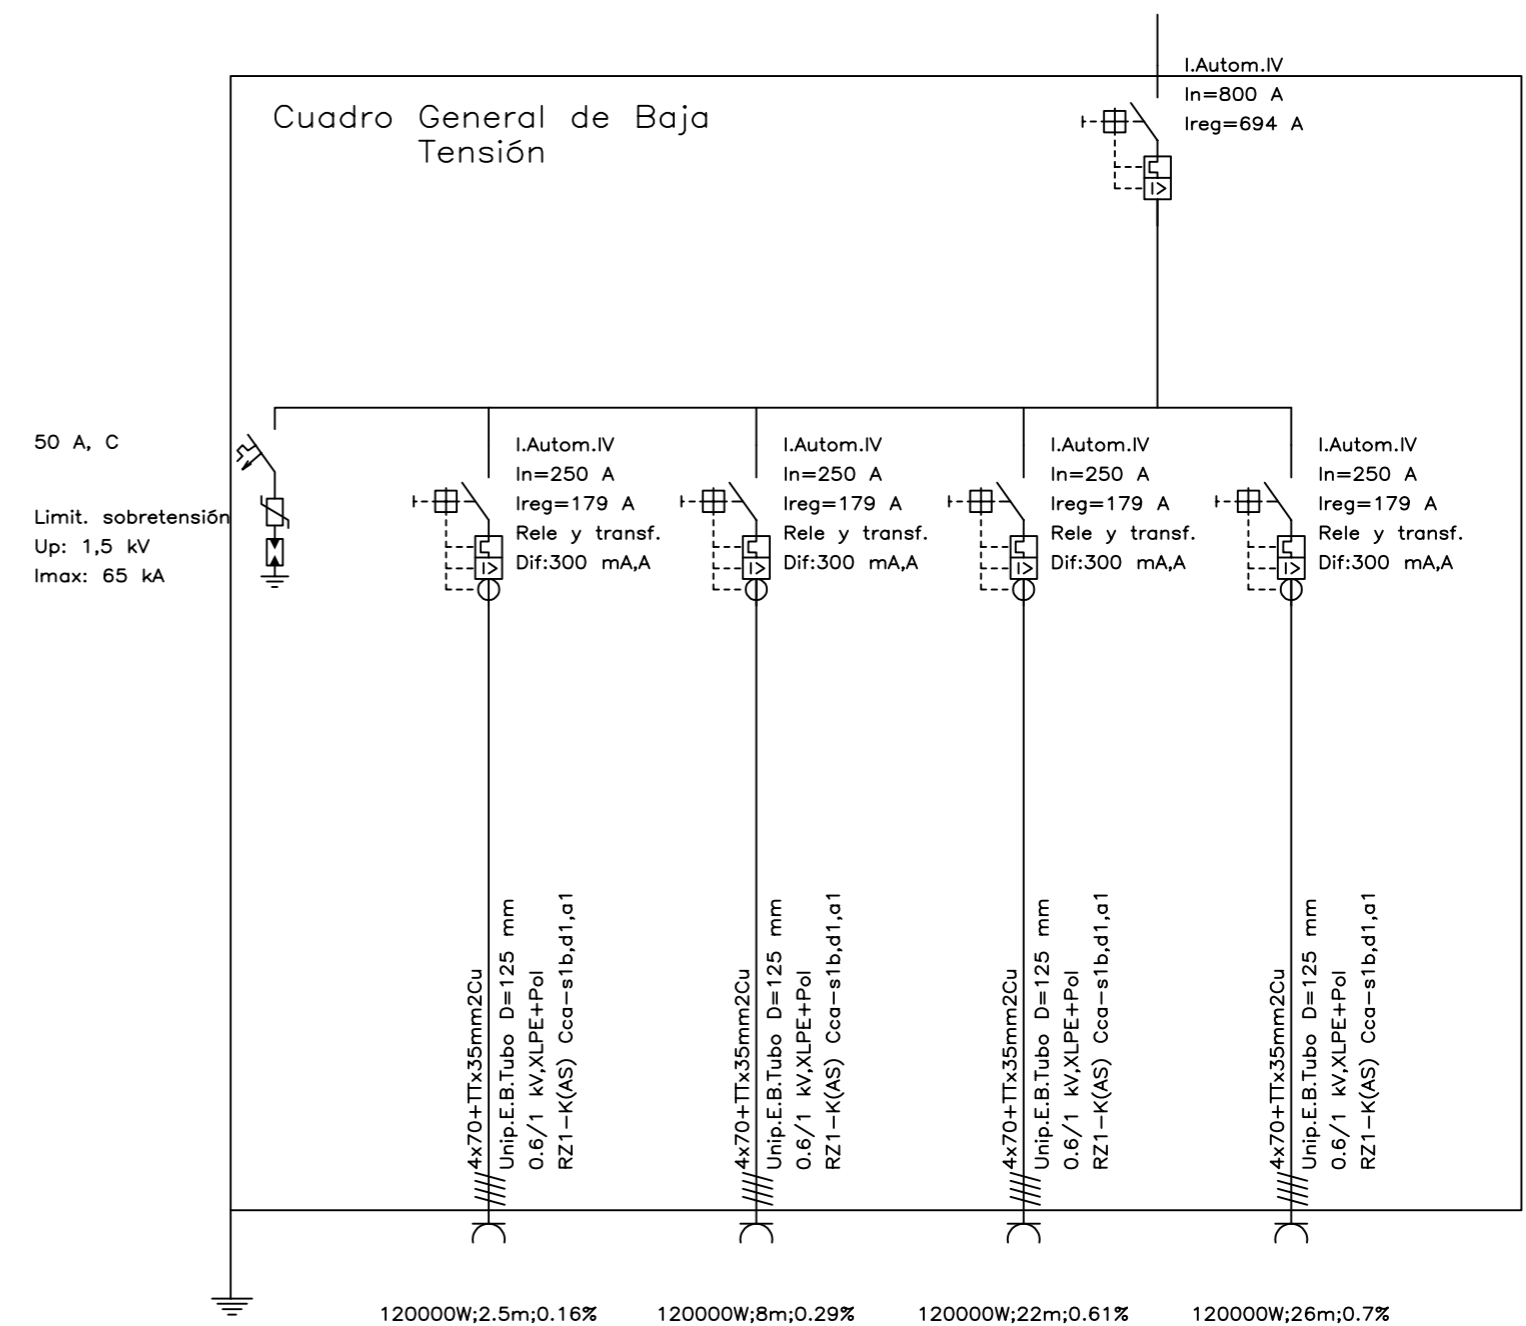 I.Autom.IV
In=800 A
Ireg=694 A
Cuadro General de Baja
Tensión
50 A, C
Limit. sobretensión
Up: 1,5 kV
Imax: 65 kA
I.Autom.IV
In=250 A
Ireg=179 A
Rele y transf.
Dif:300 mA,A
I.Autom.IV
In=250 A
Ireg=179 A
Rele y transf.
Dif:300 mA,A
I.Autom.IV
In=250 A
Ireg=179 A
Rele y transf.
Dif:300 mA,A
I.Autom.IV
In=250 A
Ireg=179 A
Rele y transf.
Dif:300 mA,A
I>
I>
I>
I>
I>
4x70+TTx35mm2Cu
Unip.E.B.Tubo D=125 mm
0.6/1 kV,XLPE+Pol
RZ1-K(AS) Cca-s1b,d1,a1
4x70+TTx35mm2Cu
Unip.E.B.Tubo D=125 mm
0.6/1 kV,XLPE+Pol
RZ1-K(AS) Cca-s1b,d1,a1
4x70+TTx35mm2Cu
Unip.E.B.Tubo D=125 mm
0.6/1 kV,XLPE+Pol
RZ1-K(AS) Cca-s1b,d1,a1
4x70+TTx35mm2Cu
Unip.E.B.Tubo D=125 mm
0.6/1 kV,XLPE+Pol
RZ1-K(AS) Cca-s1b,d1,a1
120000W;2.5m;0.16%
120000W;8m;0.29%
120000W;22m;0.61%
120000W;26m;0.7%